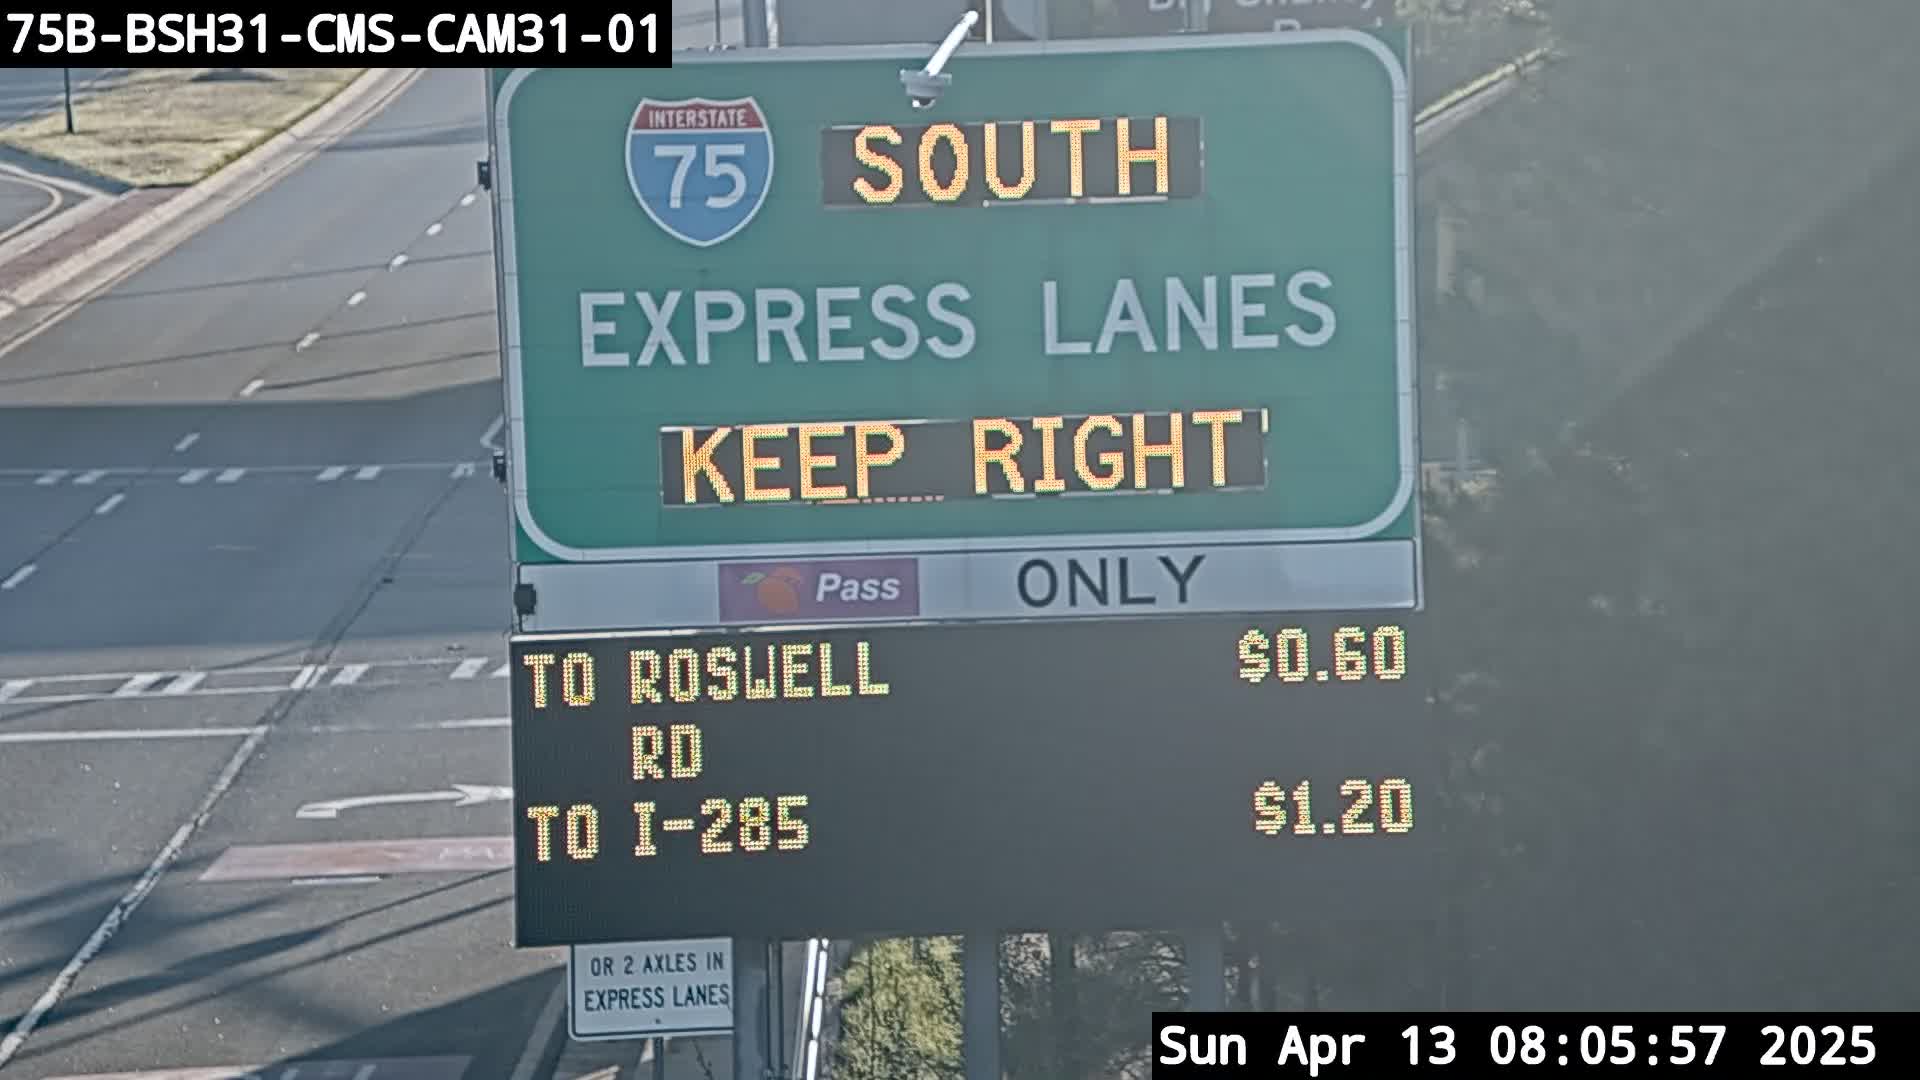 75B-BSH31-CMS-CAM31-01
INTERSTATE
75
SOUTH
EXPRESS LANES
KEEP RIGHT
Pass ONLY
TO ROSWELL $0.60
RD
TO I-285 $1.20
OR 2 AXLES IN
EXPRESS LANES
Sun Apr 13 08:05:57 2025